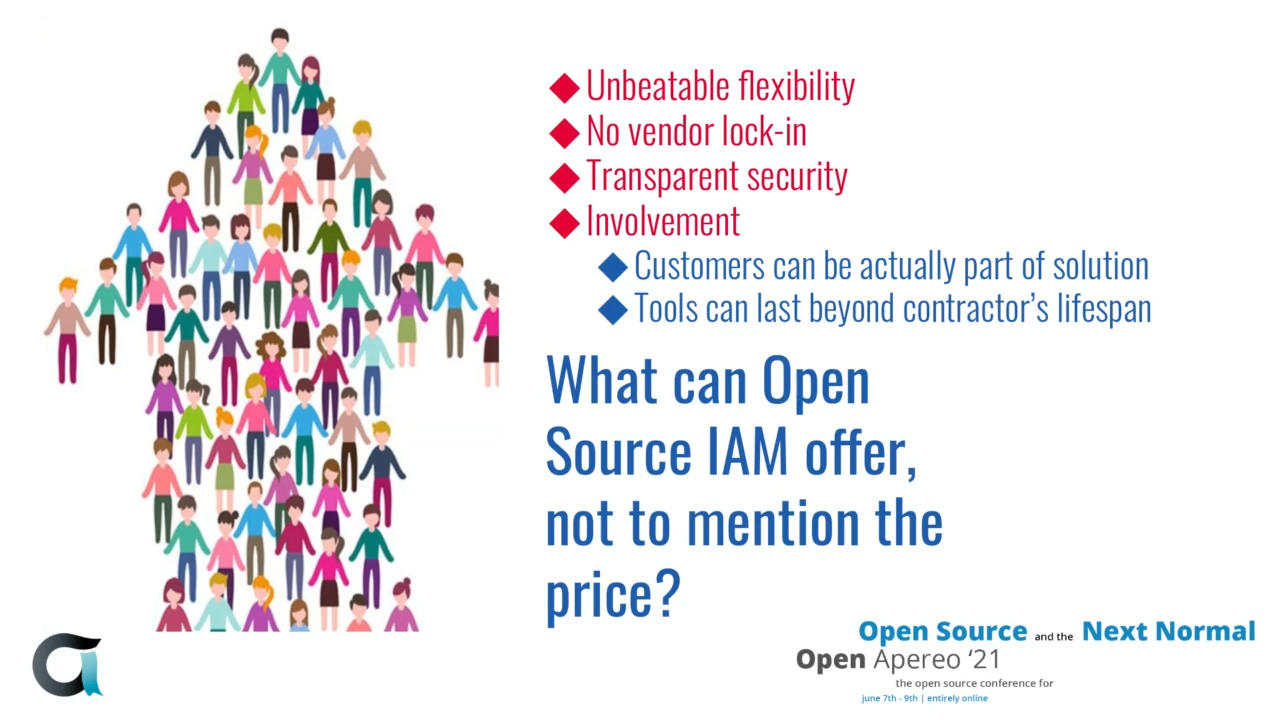 Unbeatable flexibility
No vendor lock-in
Transparent security
Involvement
Customers can be actually part of solution
Tools can last beyond contractor’s lifespan
What can Open
Source IAM offer,
not to mention the
price?
Open Source and the Next Normal
Open Apereo ‘21
the open source conference for
june 7th - 9th | entirely online